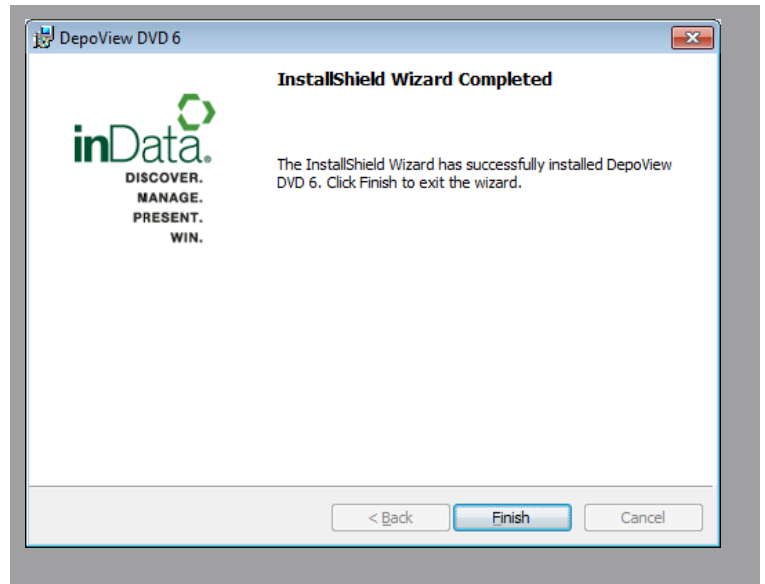 DepoView DVD 6
InstallShield Wizard Completed
inData.
DISCOVER.
MANAGE.
PRESENT.
WIN.
The InstallShield Wizard has successfully installed DepoView
DVD 6. Click Finish to exit the wizard.
< Back
Finish
Cancel